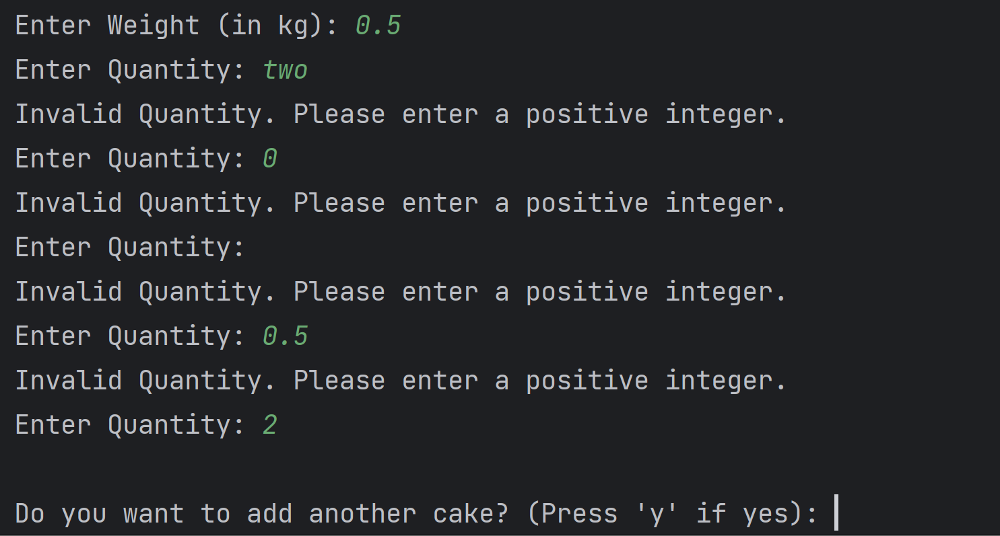 Enter Weight (in kg): 0.5
Enter Quantity: two
Invalid Quantity. Please enter a positive integer.
Enter Quantity: 0
Invalid Quantity. Please enter a positive integer.
Enter Quantity:
Invalid Quantity. Please enter a positive integer.
Enter Quantity: 0.5
Invalid Quantity. Please enter a positive integer.
Enter Quantity: 2
Do you want to add another cake? (Press 'y' if yes):